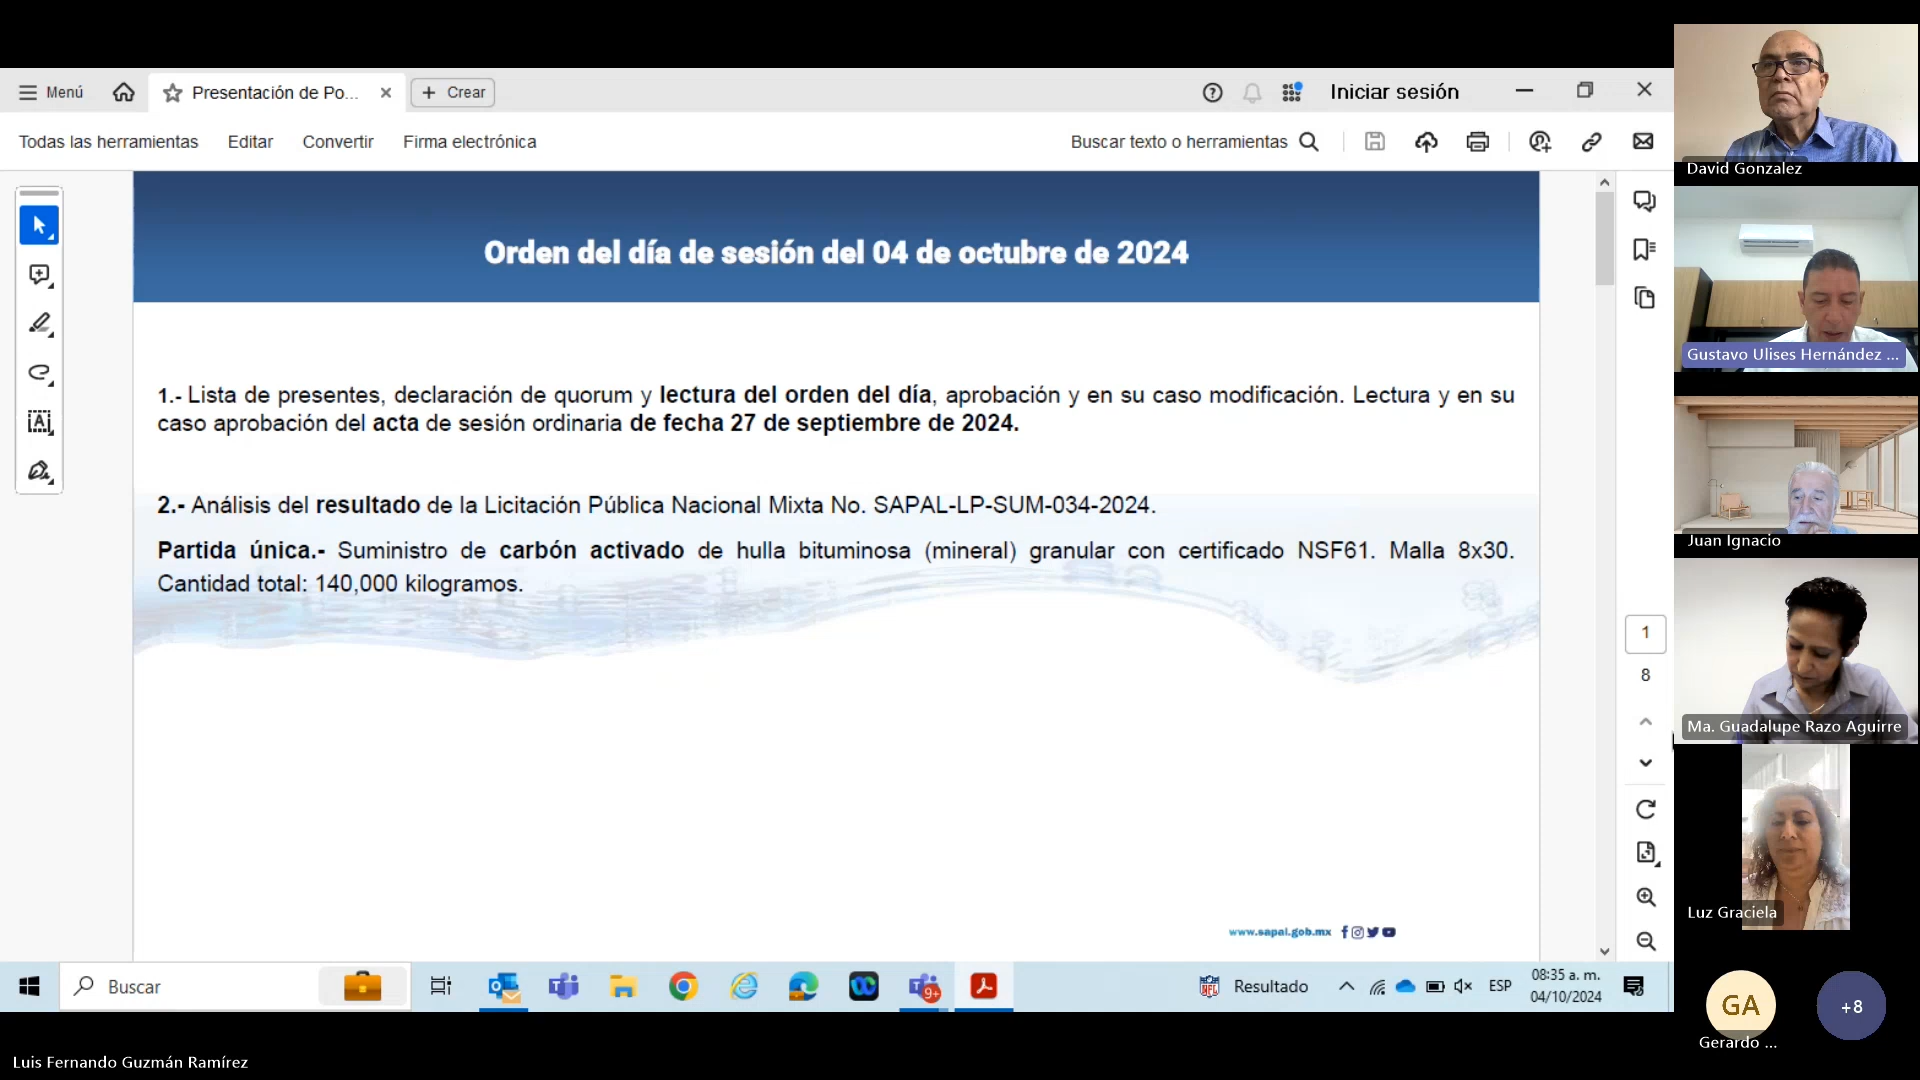 Menú
Presentación de Po...
Crear
Iniciar sesión
Todas las herramientas
Editar
Convertir
Firma electrónica
Buscar texto o herramientas
Orden del día de sesión del 04 de octubre de 2024
1.- Lista de presentes, declaración de quorum y lectura del orden del día, aprobación y en su caso modificación. Lectura y en su
caso aprobación del acta de sesión ordinaria de fecha 27 de septiembre de 2024.
2.- Análisis del resultado de la Licitación Pública Nacional Mixta No. SAPAL-LP-SUM-034-2024.
Partida única.- Suministro de carbón activado de hulla bituminosa (mineral) granular con certificado NSF61. Malla 8x30.
Cantidad total: 140,000 kilogramos.
www.sapal.gob.mx
1
8
Buscar
9+
Resultado
ESP
08:35 a. m.
04/10/2024
David Gonzalez
Gustavo Ulises Hernández ...
Juan Ignacio
Ma. Guadalupe Razo Aguirre
Luz Graciela
GA
Gerardo ...
+8
Luis Fernando Guzmán Ramírez